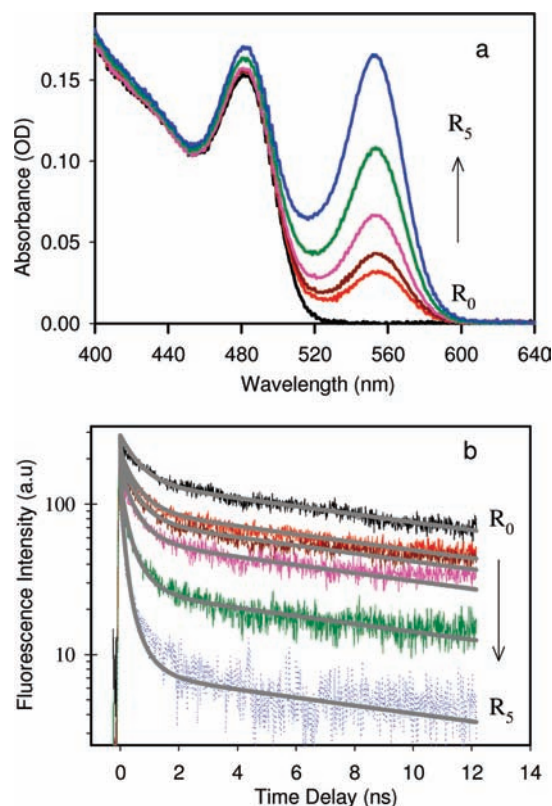 a
0.15
0.10
0.05
0.00
Absorbance (OD)
R5
R0
400 440 480 520 560 600 640
Wavelength (nm)
b
100
10
Fluorescence Intensity (a.u)
R0
R5
0 2 4 6 8 10 12 14
Time Delay (ns)